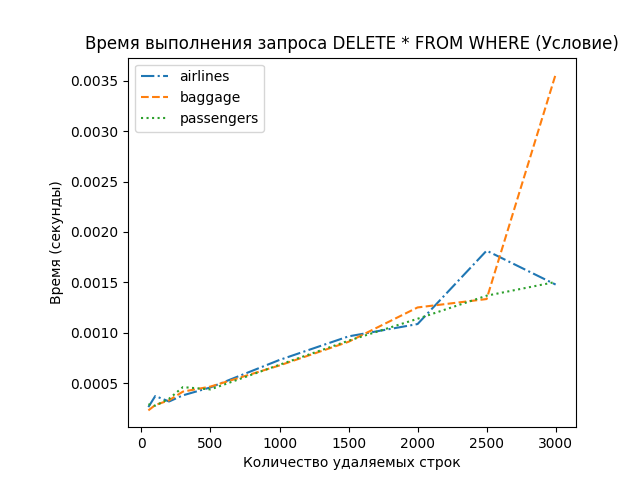 Время выполнения запроса DELETE * FROM WHERE (Условие)
airlines
baggage
passengers
0.0035
0.0030
0.0025
0.0020
0.0015
0.0010
0.0005
Время (секунды)
0 500 1000 1500 2000 2500 3000
Количество удаляемых строк